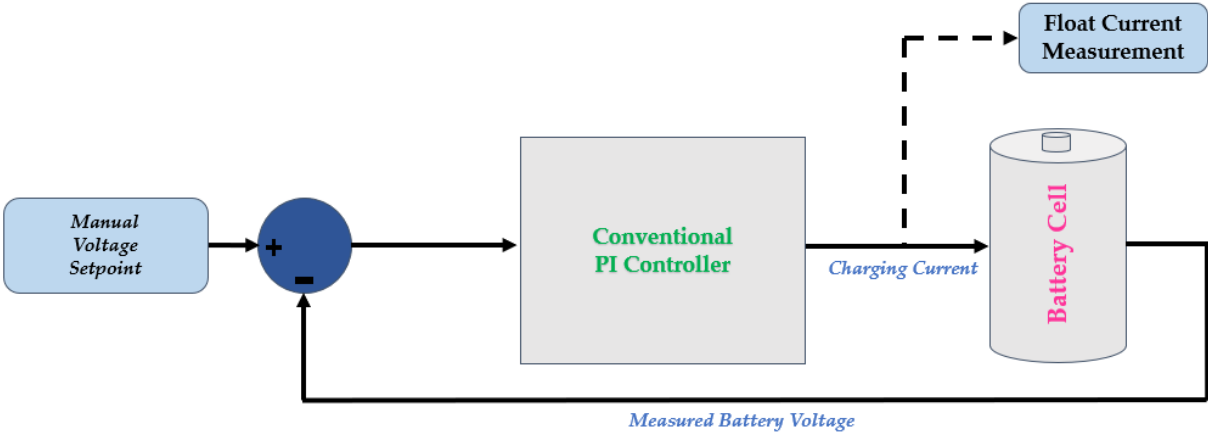 Float Current
Measurement
Manual
Voltage
Setpoint
+
-
Conventional
PI Controller
Charging Current
Battery Cell
Measured Battery Voltage